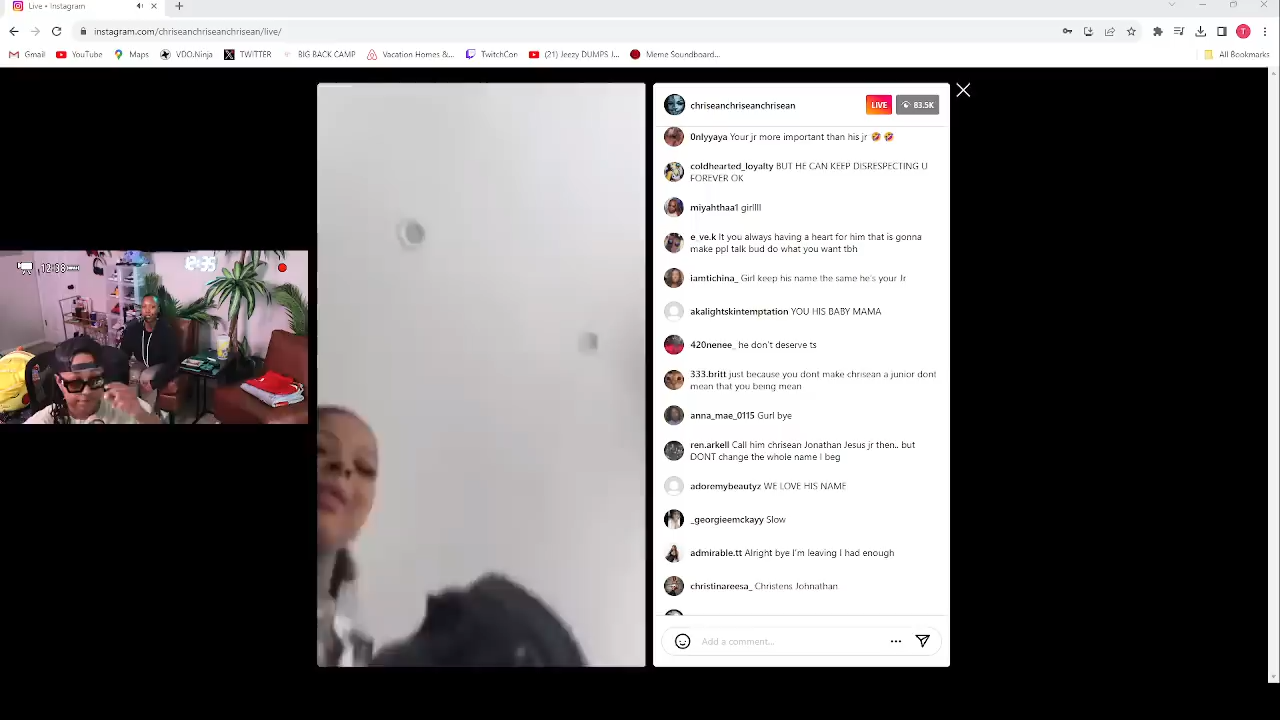 Live • Instagram
instagram.com/chriseanchriseanchrisean/live/
Gmail YouTube Maps VDO.Ninja TWITTER BIG BACK CAMP Vacation Homes &... TwitchCon (21) Jeezy DUMPS J... Meme Soundboard... All Bookmarks
chriseanchriseanchrisean LIVE 83.5K
0nlyyaya Your jr more important than his jr 🤣 🤣
coldhearted_loyalty BUT HE CAN KEEP DISRESPECTING U
FOREVER OK
miyahthaa1 girllll
e_ve.k It you always having a heart for him that is gonna
make ppl talk bud do what you want tbh
iamtichina_ Girl keep his name the same he's your Jr
akalightskintemptation YOU HIS BABY MAMA
420nenee_ he don't deserve ts
333.britt just because you dont make chrisean a junior dont
mean that you being mean
anna_mae_0115 Gurl bye
ren.arkell Call him chrisean Jonathan Jesus jr then.. but
DONT change the whole name I beg
adoremybeautyz WE LOVE HIS NAME
_georgieemckayy Slow
admirable.tt Alright bye I'm leaving I had enough
christinareesa_ Christens Johnathan
Add a comment...